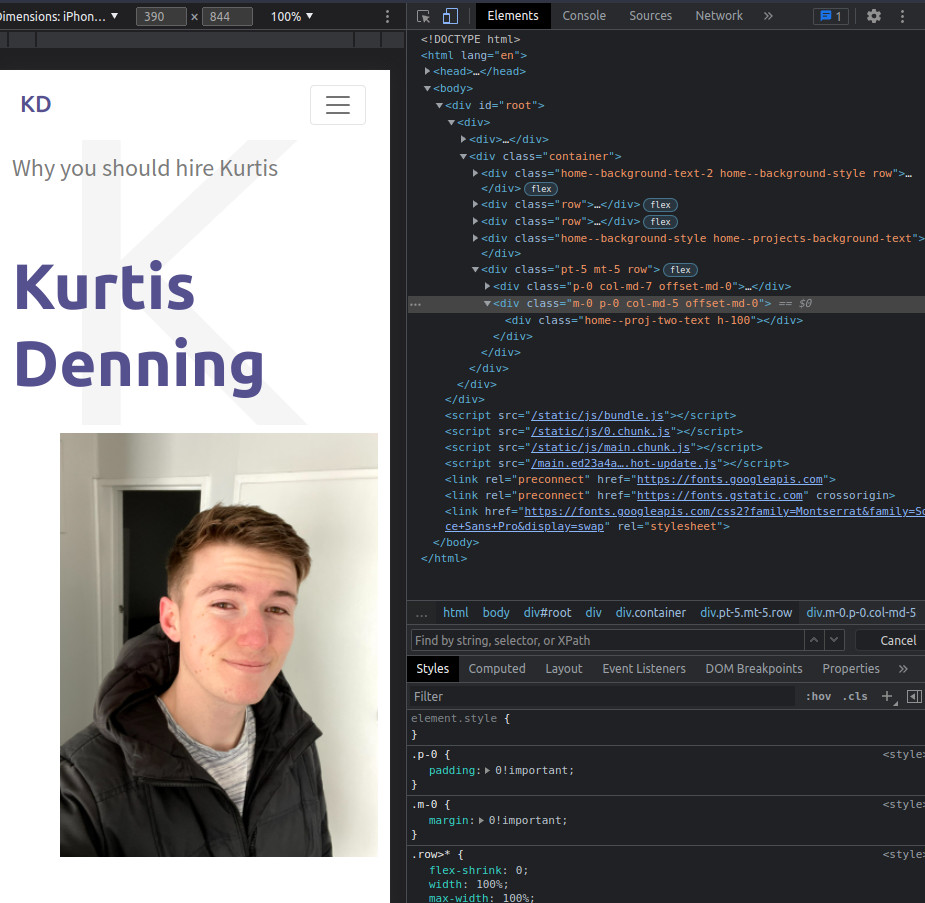 Dimensions: iPhon... ▼ 390 × 844 100% ▼
Elements Console Sources Network » 1
KD
Why you should hire Kurtis
Kurtis
Denning
<!DOCTYPE html>
<html lang="en">
▶<head>…</head>
▼<body>
▼<div id="root">
▼<div>
▶<div>…</div>
▼<div class="container">
▶<div class="home--background-text-2 home--background-style row">…
</div> flex
▶<div class="row">…</div> flex
▶<div class="row">…</div> flex
▶<div class="home--background-style home--projects-background-text">
</div>
▼<div class="pt-5 mt-5 row"> flex
▶<div class="p-0 col-md-7 offset-md-0">…</div>
… ▼<div class="m-0 p-0 col-md-5 offset-md-0"> == $0
<div class="home--proj-two-text h-100"></div>
</div>
</div>
</div>
</div>
</div>
<script src="/static/js/bundle.js"></script>
<script src="/static/js/0.chunk.js"></script>
<script src="/static/js/main.chunk.js"></script>
<script src="/main.ed23a4a….hot-update.js"></script>
<link rel="preconnect" href="https://fonts.googleapis.com">
<link rel="preconnect" href="https://fonts.gstatic.com" crossorigin>
<link href="https://fonts.googleapis.com/css2?family=Montserrat&family=So
ce+Sans+Pro&display=swap" rel="stylesheet">
</body>
</html>
… html body div#root div div.container div.pt-5.mt-5.row div.m-0.p-0.col-md-5
Find by string, selector, or XPath Cancel
Styles Computed Layout Event Listeners DOM Breakpoints Properties »
Filter :hov .cls +
element.style {
}
.p-0 { <style>
padding: ▶ 0!important;
}
.m-0 { <style>
margin: ▶ 0!important;
}
.row>* { <style>
flex-shrink: 0;
width: 100%;
max-width: 100%;